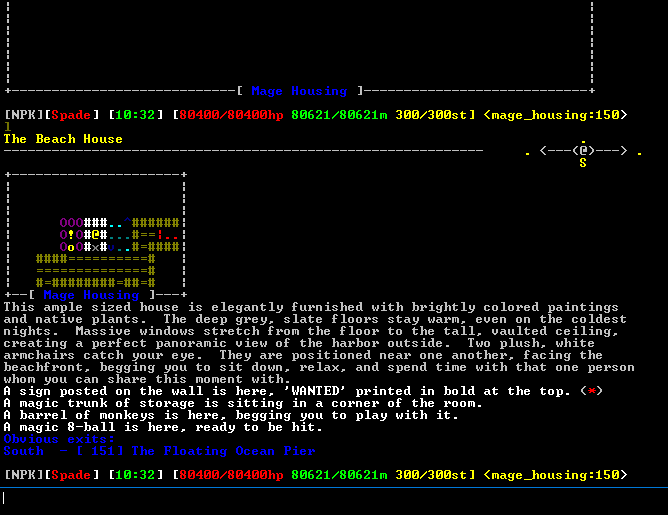 [ Mage Housing ]
[NPK][Spade] [10:32] [80400/80400hp 80621/80621m 300/300st] <mage_housing:150>
l
The Beach House
. <---(@)---> .
S
OOO###..  ######
O!O#@#...#==!..
OoO#x# ..#=####
####==========#
==============#
#=########=##=#
[ Mage Housing ]
This ample sized house is elegantly furnished with brightly colored paintings
and native plants.  The deep grey, slate floors stay warm, even on the coldest
nights.  Massive windows stretch from the floor to the tall, vaulted ceiling,
creating a perfect panoramic view of the harbor outside.  Two plush, white
armchairs catch your eye.  They are positioned near one another, facing the
beachfront, begging you to sit down, relax, and spend time with that one person
whom you can share this moment with.
A sign posted on the wall is here, 'WANTED' printed in bold at the top. (*)
A magic trunk of storage is sitting in a corner of the room.
A barrel of monkeys is here, begging you to play with it.
A magic 8-ball is here, ready to be hit.
Obvious exits:
South  - [ 151] The Floating Ocean Pier
[NPK][Spade] [10:32] [80400/80400hp 80621/80621m 300/300st] <mage_housing:150>